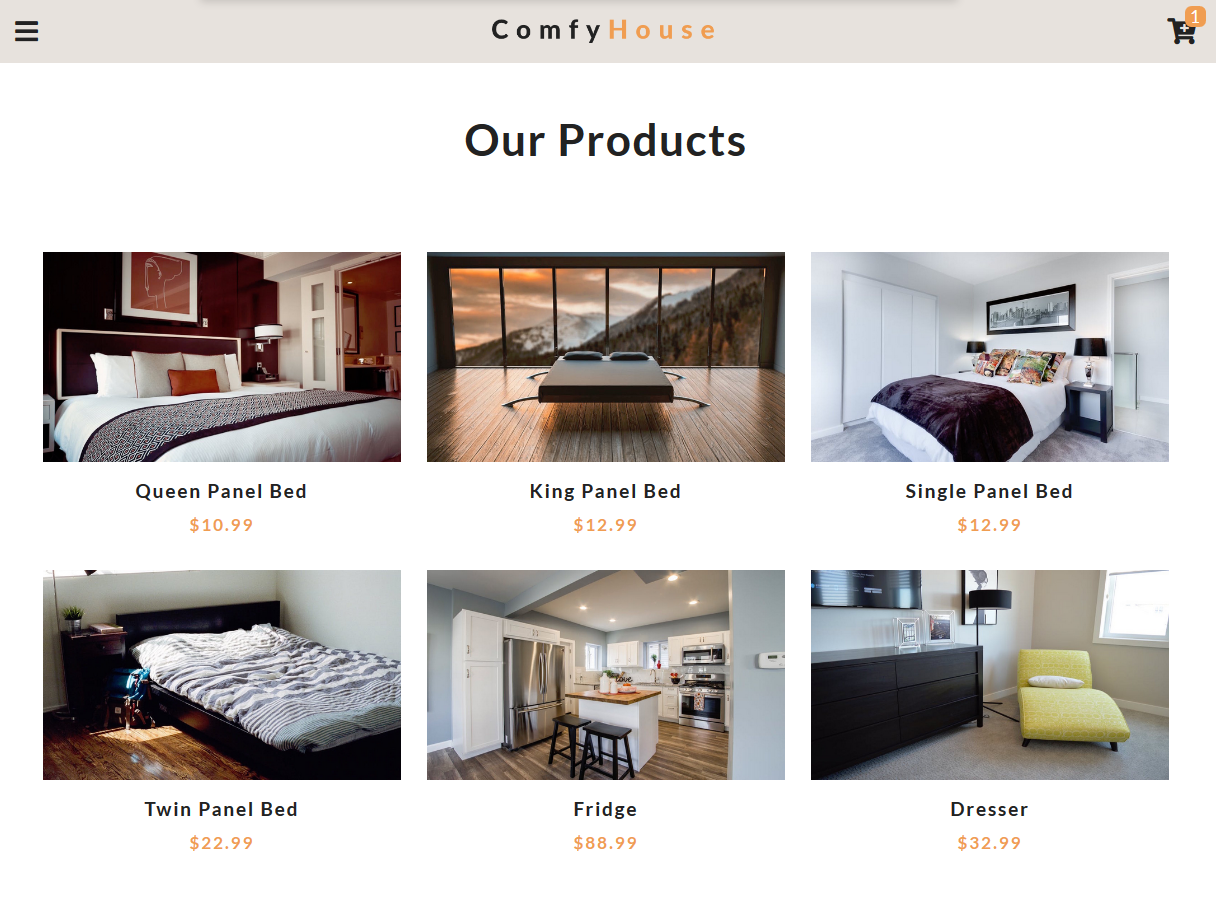 ComfyHouse
1
Our Products
Queen Panel Bed
King Panel Bed
Single Panel Bed
$10.99
$12.99
$12.99
Twin Panel Bed
Fridge
Dresser
$22.99
$88.99
$32.99